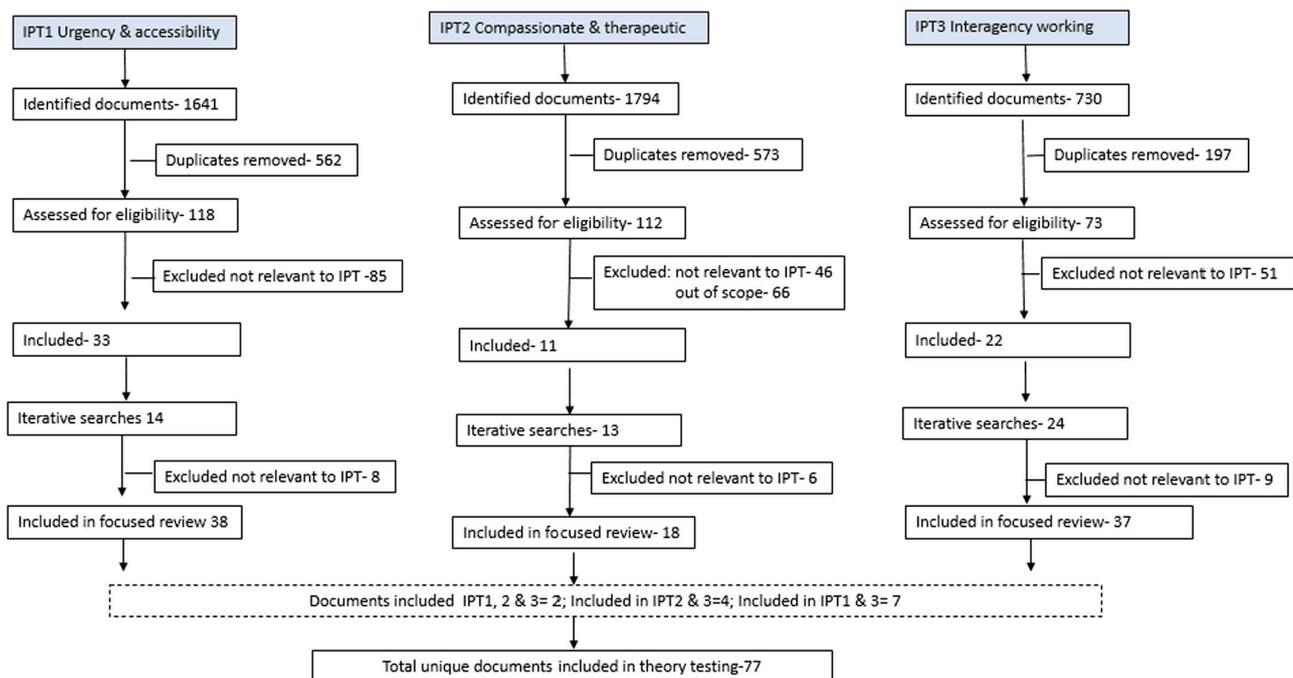 IPT1 Urgency & accessibility
Identified documents- 1641
Duplicates removed- 562
Assessed for eligibility- 118
Excluded not relevant to IPT -85
Included- 33
Iterative searches 14
Excluded not relevant to IPT- 8
Included in focused review 38
IPT2 Compassionate & therapeutic
Identified documents- 1794
Duplicates removed- 573
Assessed for eligibility- 112
Excluded: not relevant to IPT- 46
out of scope- 66
Included- 11
Iterative searches- 13
Excluded not relevant to IPT- 6
Included in focused review- 18
IPT3 Interagency working
Identified documents- 730
Duplicates removed- 197
Assessed for eligibility- 73
Excluded not relevant to IPT- 51
Included- 22
Iterative searches- 24
Excluded not relevant to IPT- 9
Included in focused review- 37
Documents included IPT1, 2 & 3= 2; Included in IPT2 & 3=4; Included in IPT1 & 3= 7
Total unique documents included in theory testing-77